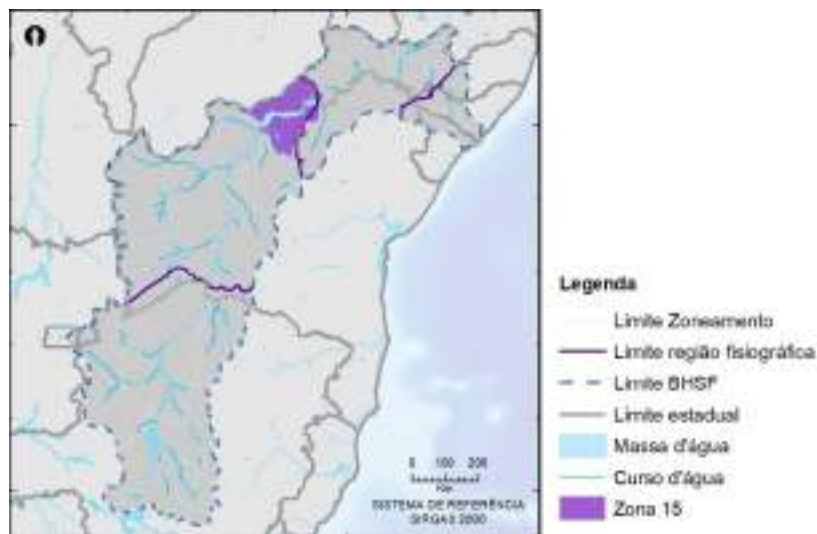 0 100 200
Km
SISTEMA DE REFERÊNCIA
SIRGAS 2000
Legenda
Limite Zoneamento
Limite região fisiográfica
Limite BHSF
Limite estadual
Massa d'água
Curso d'água
Zona 15